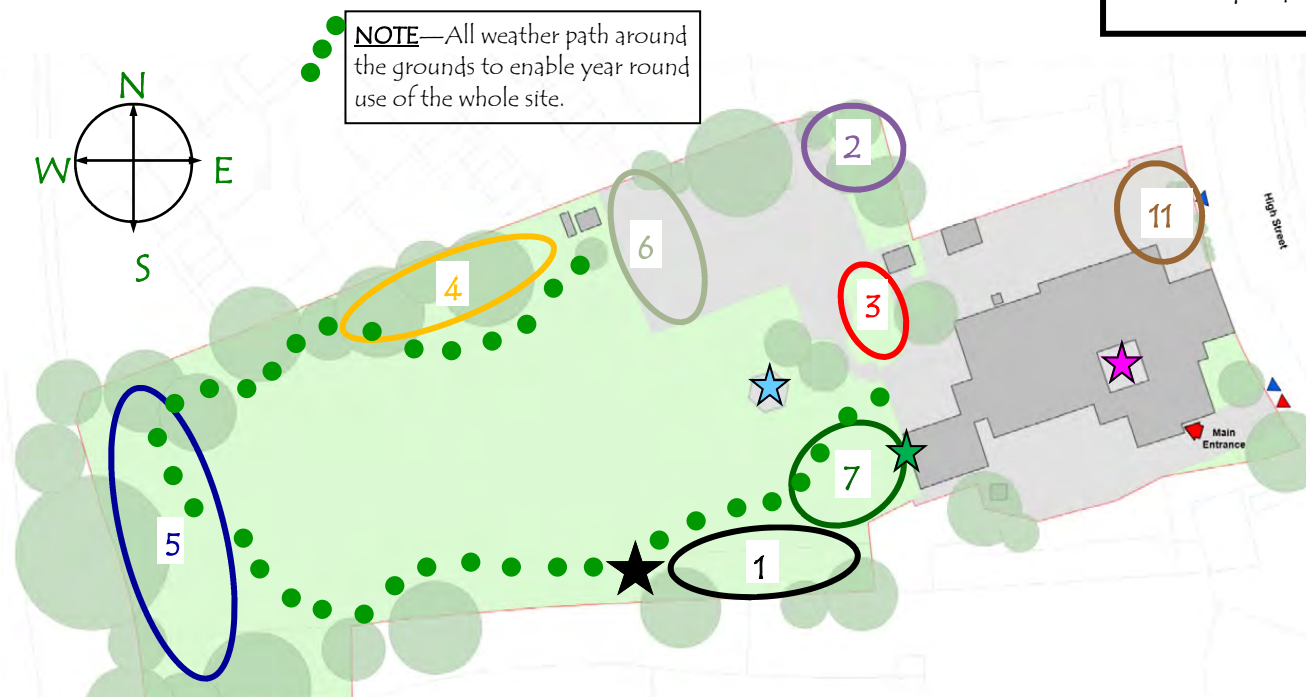 NOTE—All weather path around
the grounds to enable year round
use of the whole site.
N
W
E
S
2
11
High Street
6
4
3
7
Main
Entrance
5
1